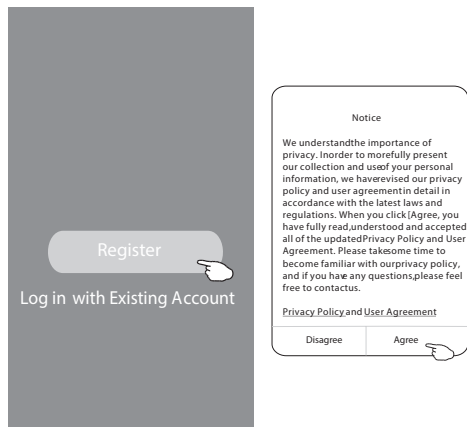 Register
Log in with Existing Account
Notice
We understandthe importance of
privacy. Inorder to morefully present
our collection and useof your personal
information, we haverevised our privacy
policy and user agreementin detail in
accordance with the latest laws and
regulations. When you click [Agree, you
have fully read,understood and accepted
all of the updatedPrivacy Policy and User
Agreement. Please takesome time to
become familiar with ourprivacy policy,
and if you have any questions,please feel
free to contactus.
Privacy Policy and User Agreement
Disagree
Agree